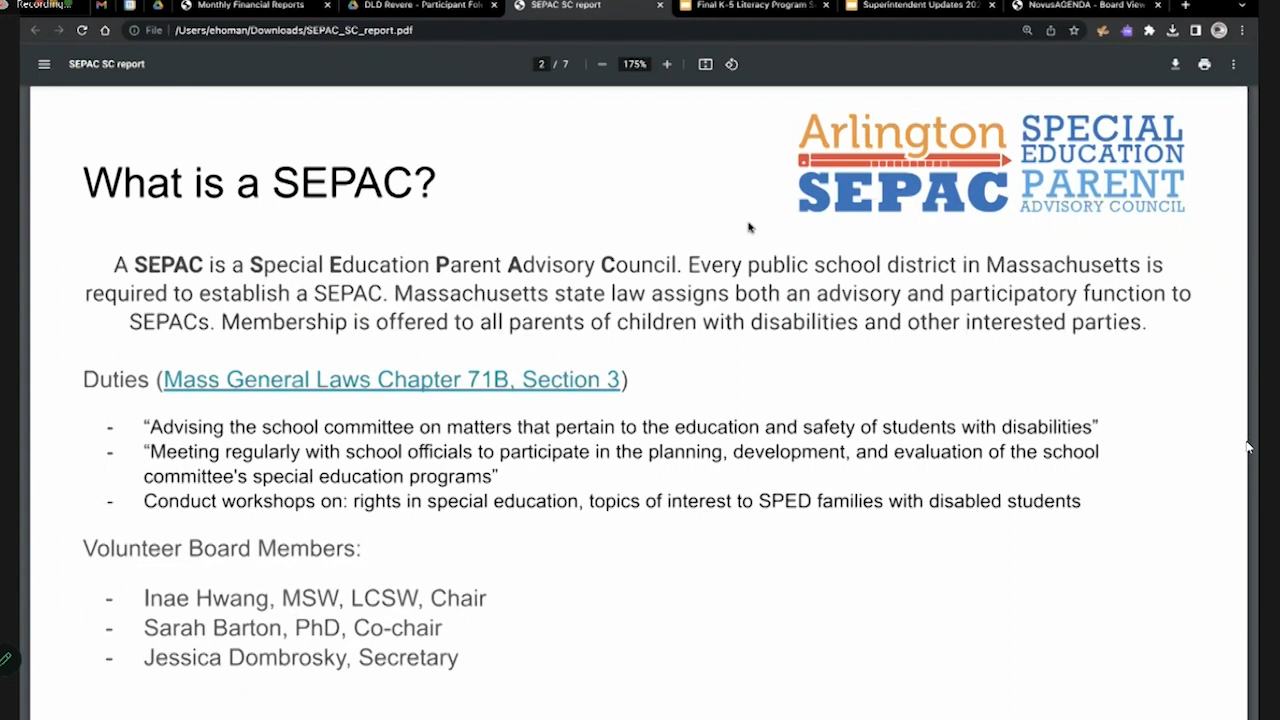 Recording...
Monthly Financial Reports
DLD Revere - Participant Fol
SEPAC SC report
Final K-5 Literacy Program S
Superintendent Updates 202
NovusAGENDA - Board View
File /Users/ehoman/Downloads/SEPAC_SC_report.pdf
SEPAC SC report
2 / 7
175%
Arlington
SEPAC
SPECIAL
EDUCATION
PARENT
ADVISORY COUNCIL
What is a SEPAC?
A SEPAC is a Special Education Parent Advisory Council. Every public school district in Massachusetts is
required to establish a SEPAC. Massachusetts state law assigns both an advisory and participatory function to
SEPACs. Membership is offered to all parents of children with disabilities and other interested parties.
Duties (Mass General Laws Chapter 71B, Section 3)
- “Advising the school committee on matters that pertain to the education and safety of students with disabilities”
- “Meeting regularly with school officials to participate in the planning, development, and evaluation of the school
committee's special education programs”
- Conduct workshops on: rights in special education, topics of interest to SPED families with disabled students
Volunteer Board Members:
- Inae Hwang, MSW, LCSW, Chair
- Sarah Barton, PhD, Co-chair
- Jessica Dombrosky, Secretary